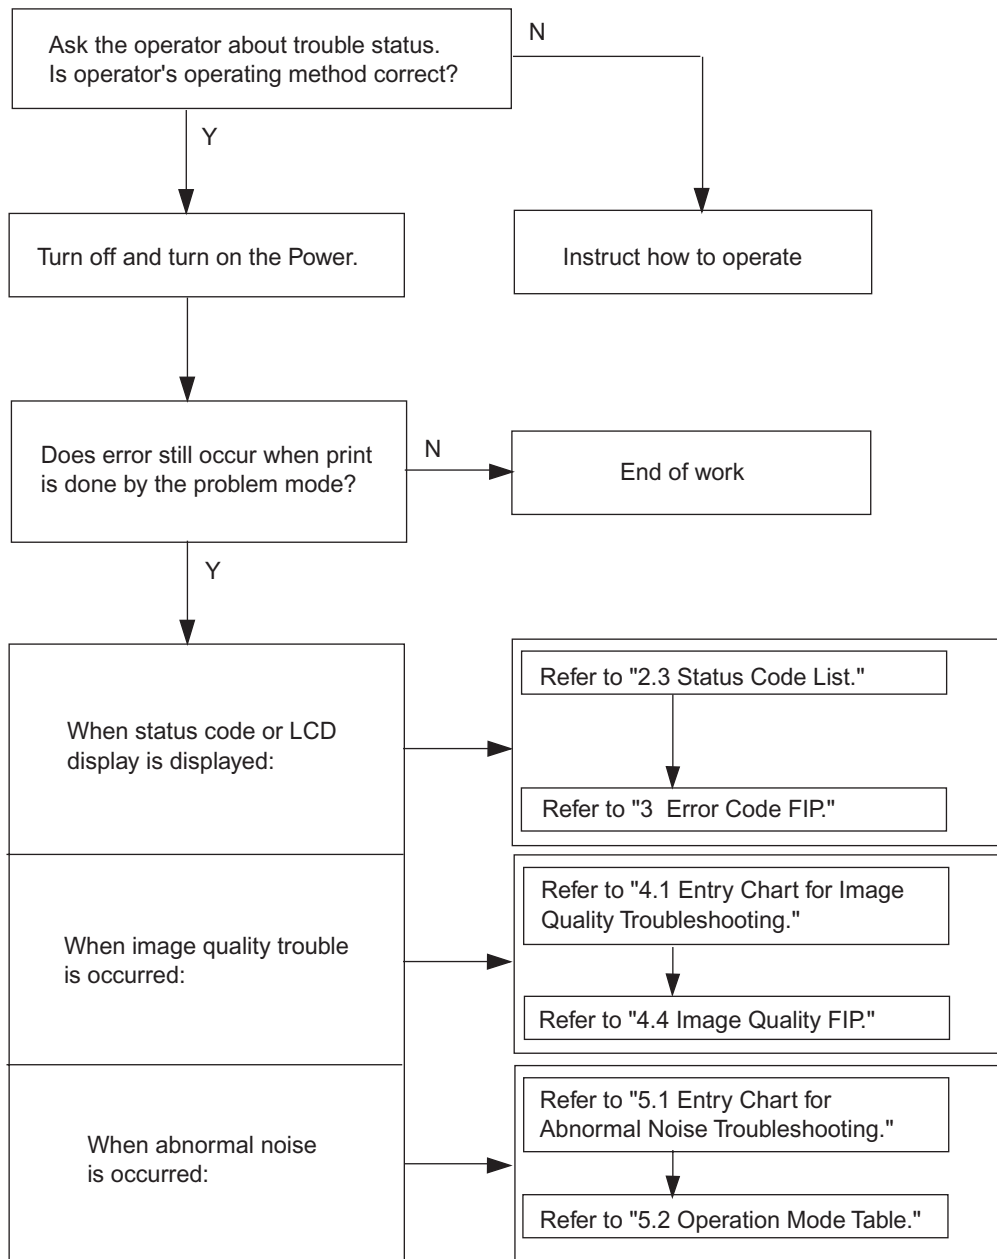 Ask the operator about trouble status.
Is operator's operating method correct?
N
Y
Turn off and turn on the Power.
Instruct how to operate
Does error still occur when print
is done by the problem mode?
N
End of work
Y
When status code or LCD
display is displayed:
Refer to "2.3 Status Code List."
Refer to "3  Error Code FIP."
When image quality trouble
is occurred:
Refer to "4.1 Entry Chart for Image
Quality Troubleshooting."
Refer to "4.4 Image Quality FIP."
When abnormal noise
is occurred:
Refer to "5.1 Entry Chart for
Abnormal Noise Troubleshooting."
Refer to "5.2 Operation Mode Table."